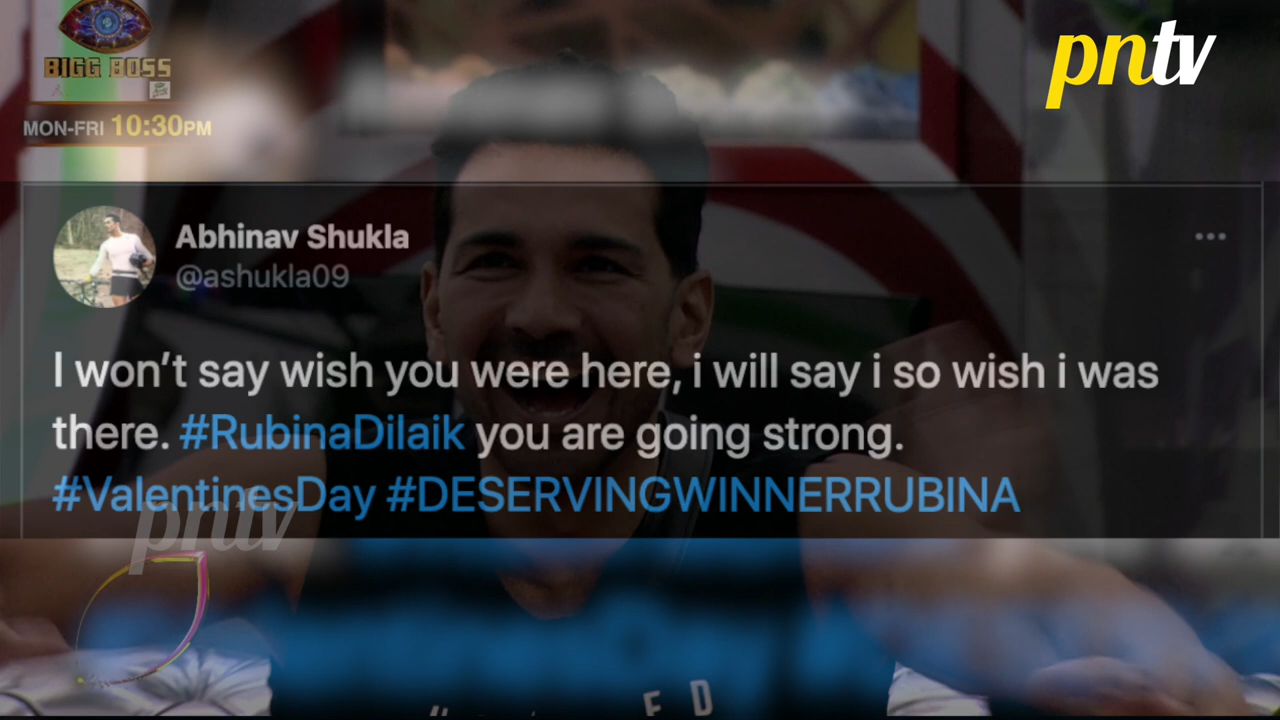 BIGG BOSS
MON-FRI 10:30PM
pntv
Abhinav Shukla
@ashukla09
I won't say wish you were here, i will say i so wish i was
there. #RubinaDilaik you are going strong.
#ValentinesDay #DESERVINGWINNERRUBINA
pntv
E D